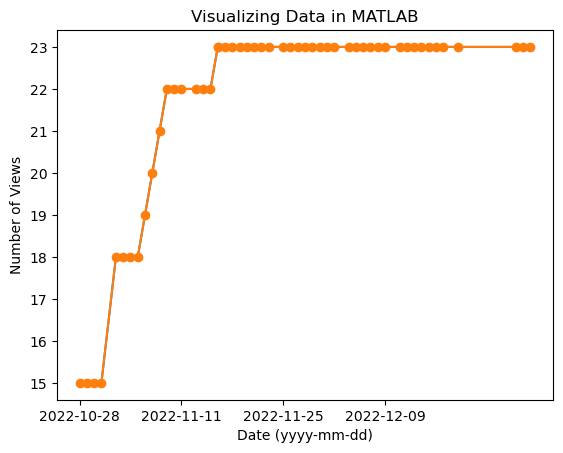 Visualizing Data in MATLAB
Number of Views
23
22
21
20
19
18
17
16
15
2022-10-28 2022-11-11 2022-11-25 2022-12-09
Date (yyyy-mm-dd)